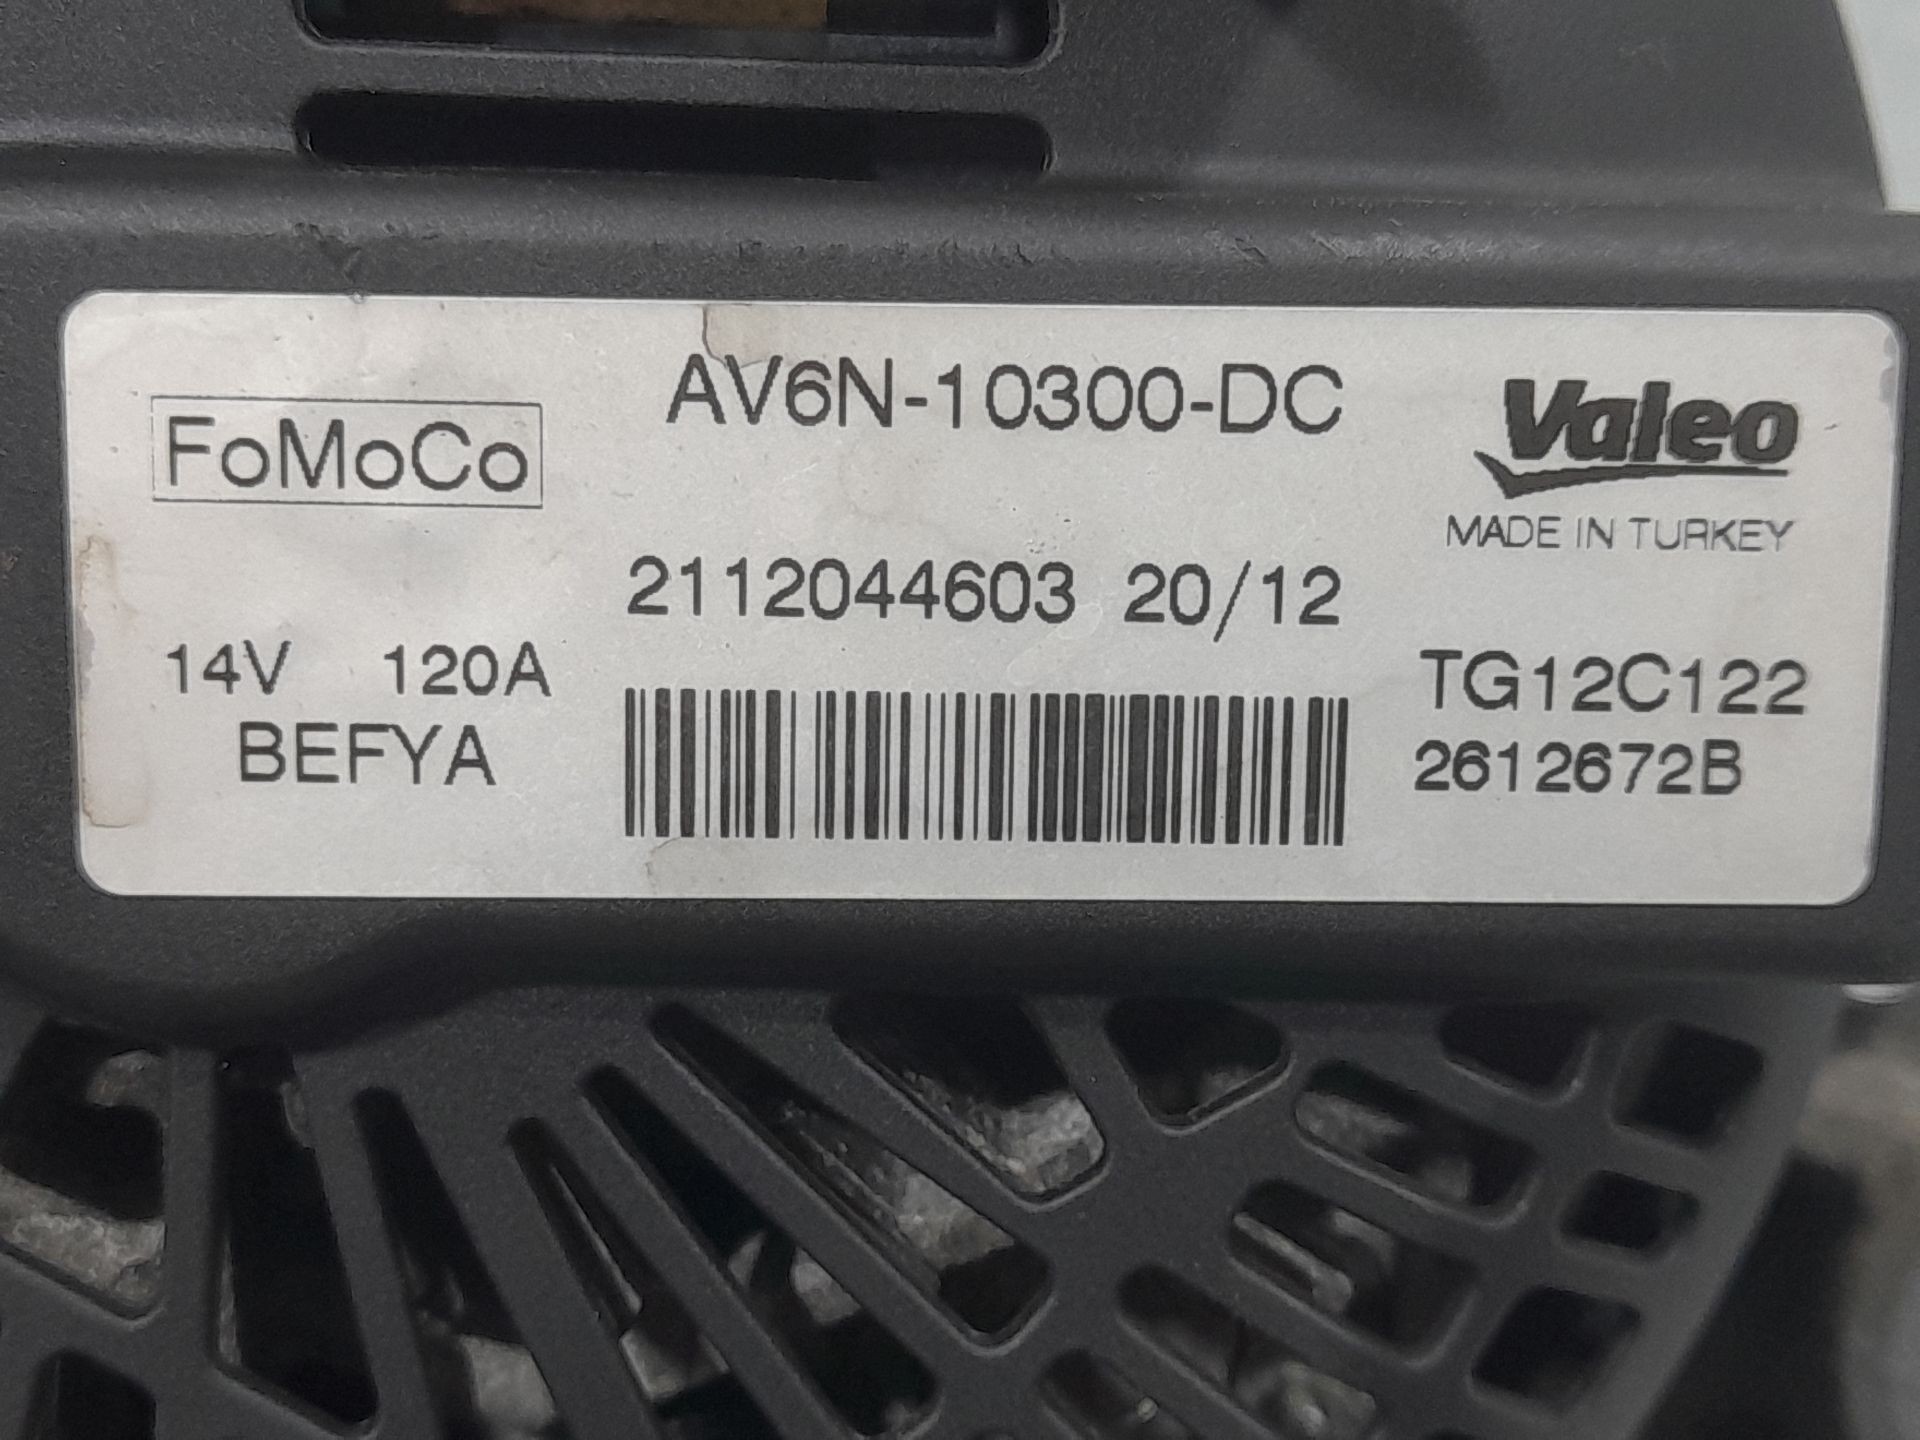 AV6N-10300-DC
FoMoCo
Valeo
MADE IN TURKEY
2112044603 20/12
14V 120A
BEFYA
TG12C122
2612672B